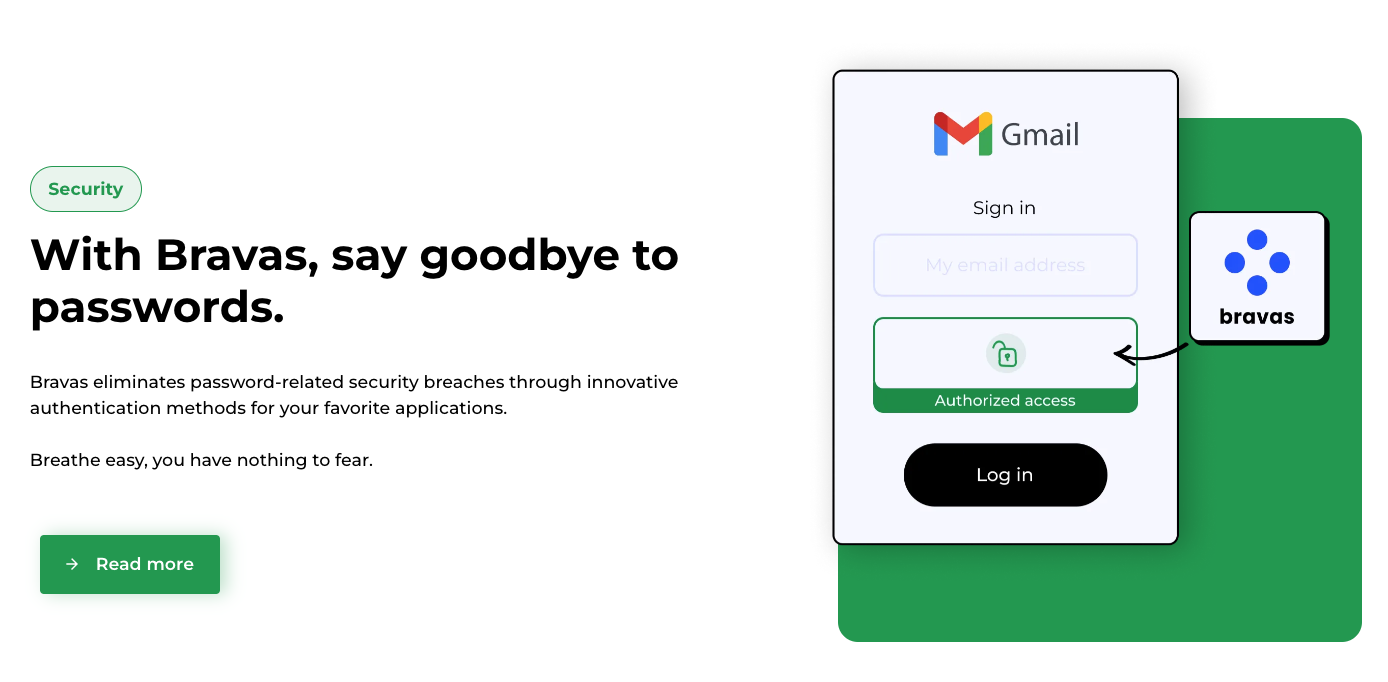 Security
With Bravas, say goodbye to
passwords.
Bravas eliminates password-related security breaches through innovative
authentication methods for your favorite applications.
Breathe easy, you have nothing to fear.
Read more
Gmail
Sign in
My email address
Authorized access
Log in
bravas